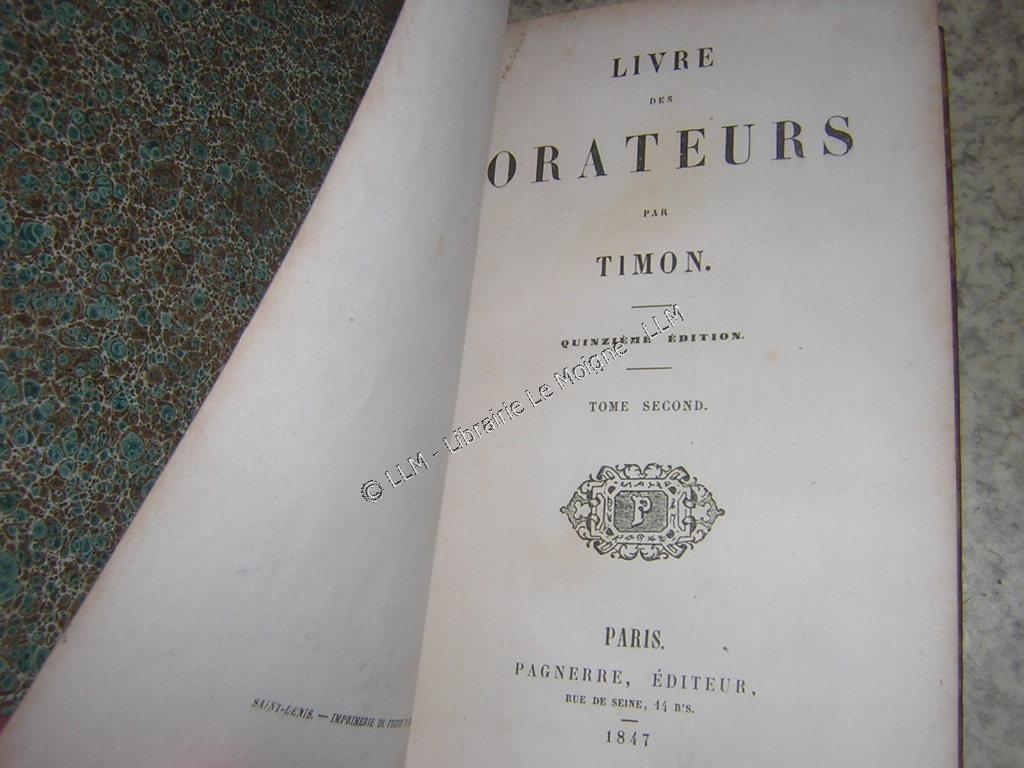 LIVRE
DES
ORATEURS
PAR
TIMON.
QUINZIÈME ÉDITION.
TOME SECOND.
P
PARIS.
PAGNERRE, ÉDITEUR,
RUE DE SEINE, 14 B'S.
1847
SAINT-DENIS. — IMPRIMERIE DE
© LLM - Librairie Le Moigne - LLM